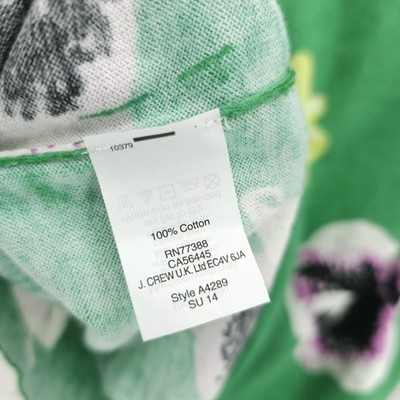 10379
100% Cotton
RN77388
CA56445
J. CREW U.K. Ltd EC4V 6JA
Style A4289
SU 14